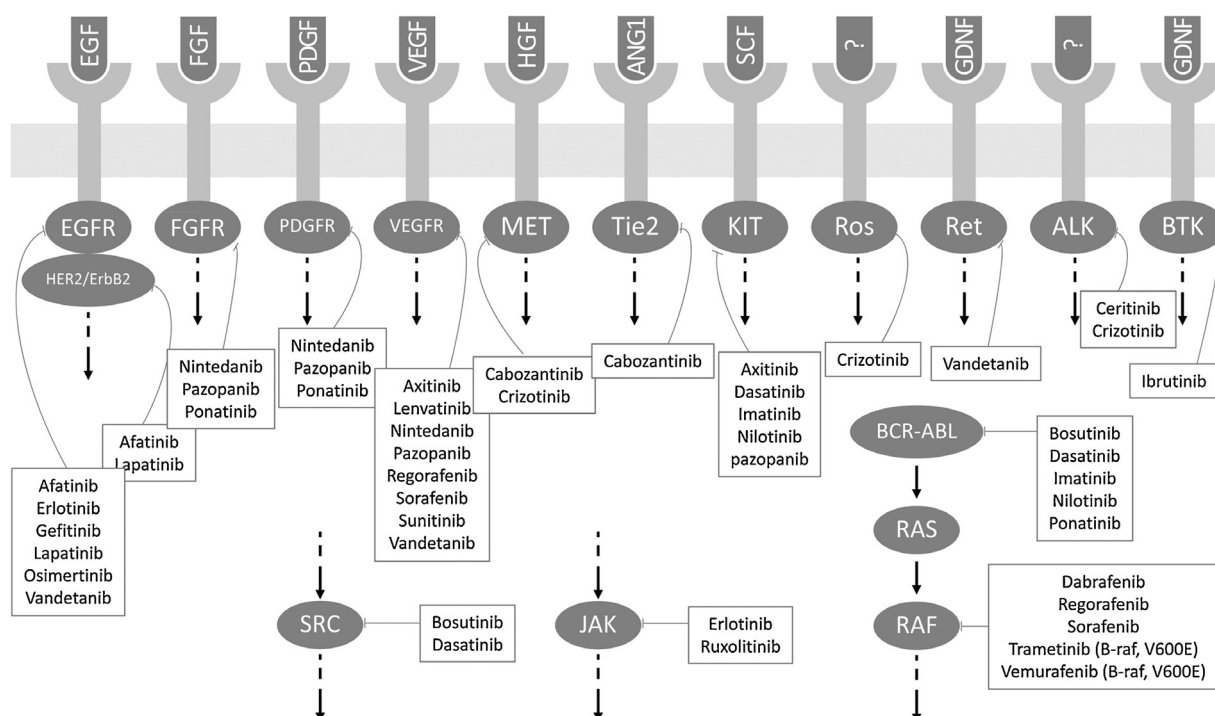 EGF
FGF
PDGF
VEGF
HGF
ANG1
SCF
?
GDNF
?
GDNF
EGFR
FGFR
PDGFR
VEGFR
MET
Tie2
KIT
Ros
Ret
ALK
BTK
HER2/ErbB2
Afatinib
Erlotinib
Gefitinib
Lapatinib
Osimertinib
Vandetanib
Afatinib
Lapatinib
Nintedanib
Pazopanib
Ponatinib
Nintedanib
Pazopanib
Ponatinib
Axitinib
Lenvatinib
Nintedanib
Pazopanib
Regorafenib
Sorafenib
Sunitinib
Vandetanib
Cabozantinib
Crizotinib
Cabozantinib
Axitinib
Dasatinib
Imatinib
Nilotinib
pazopanib
Crizotinib
Vandetanib
Ceritinib
Crizotinib
Ibrutinib
BCR-ABL
Bosutinib
Dasatinib
Imatinib
Nilotinib
Ponatinib
RAS
SRC
Bosutinib
Dasatinib
JAK
Erlotinib
Ruxolitinib
RAF
Dabrafenib
Regorafenib
Sorafenib
Trametinib (B-raf, V600E)
Vemurafenib (B-raf, V600E)